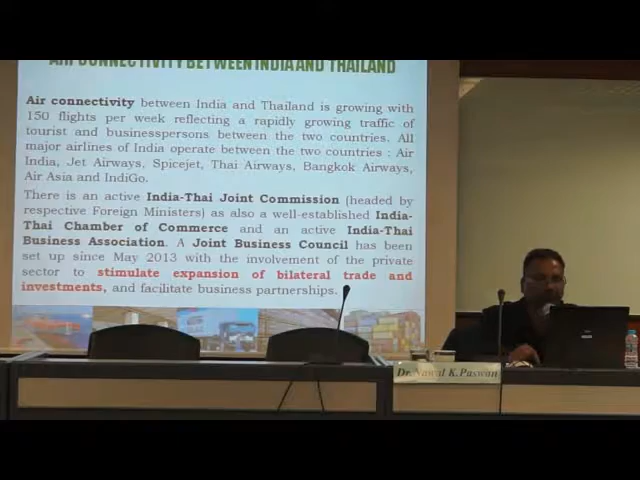 AIR CONNECTIVITY BETWEEN INDIA AND THAILAND
Air connectivity between India and Thailand is growing with
150 flights per week reflecting a rapidly growing traffic of
tourist and businesspersons between the two countries. All
major airlines of India operate between the two countries : Air
India, Jet Airways, Spicejet, Thai Airways, Bangkok Airways,
Air Asia and IndiGo.
There is an active India-Thai Joint Commission (headed by
respective Foreign Ministers) as also a well-established India-
Thai Chamber of Commerce and an active India-Thai
Business Association. A Joint Business Council has been
set up since May 2013 with the involvement of the private
sector to stimulate expansion of bilateral trade and
investments, and facilitate business partnerships.
Dr. Nawal K.Paswan